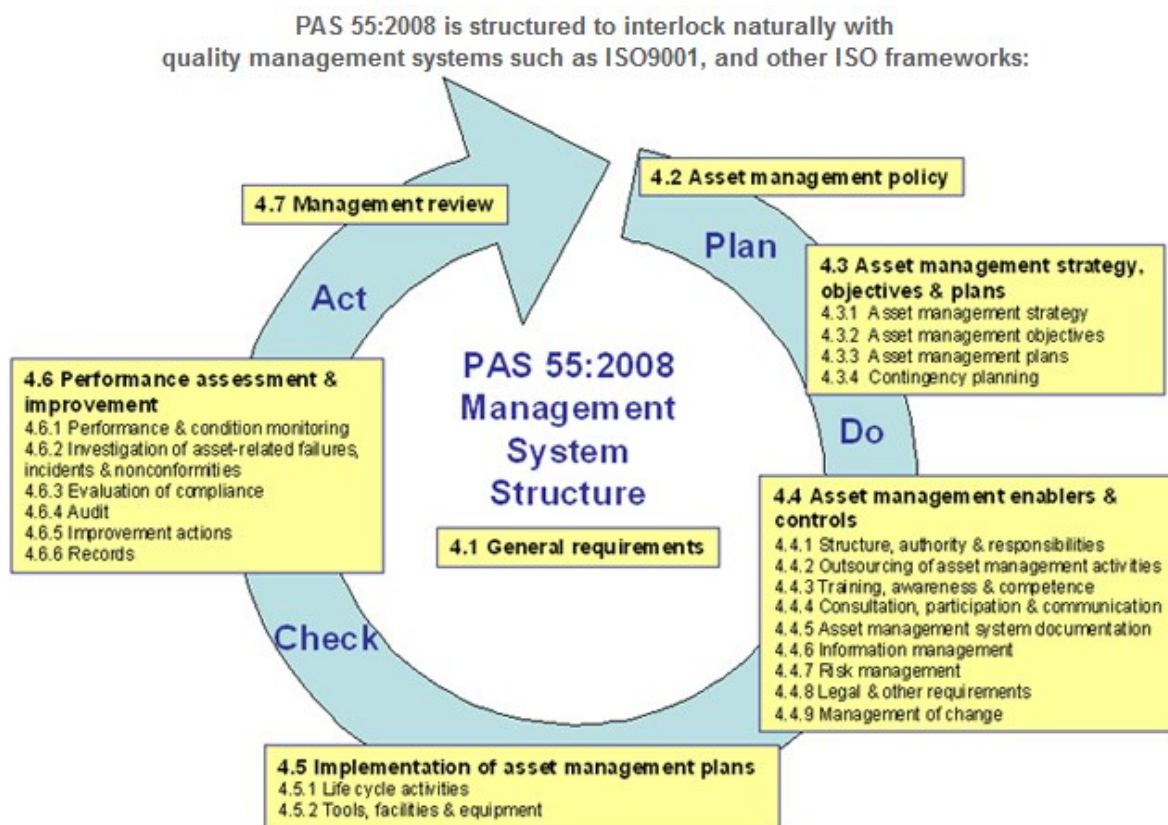 PAS 55:2008 is structured to interlock naturally with
quality management systems such as ISO9001, and other ISO frameworks:
4.2 Asset management policy
4.7 Management review
Plan
4.3 Asset management strategy,
objectives & plans
4.3.1 Asset management strategy
4.3.2 Asset management objectives
4.3.3 Asset management plans
4.3.4 Contingency planning
Act
PAS 55:2008
Management
System
Structure
4.1 General requirements
4.6 Performance assessment &
improvement
4.6.1 Performance & condition monitoring
4.6.2 Investigation of asset-related failures,
incidents & nonconformities
4.6.3 Evaluation of compliance
4.6.4 Audit
4.6.5 Improvement actions
4.6.6 Records
Do
4.4 Asset management enablers &
controls
4.4.1 Structure, authority & responsibilities
4.4.2 Outsourcing of asset management activities
4.4.3 Training, awareness & competence
4.4.4 Consultation, participation & communication
4.4.5 Asset management system documentation
4.4.6 Information management
4.4.7 Risk management
4.4.8 Legal & other requirements
4.4.9 Management of change
Check
4.5 Implementation of asset management plans
4.5.1 Life cycle activities
4.5.2 Tools, facilities & equipment